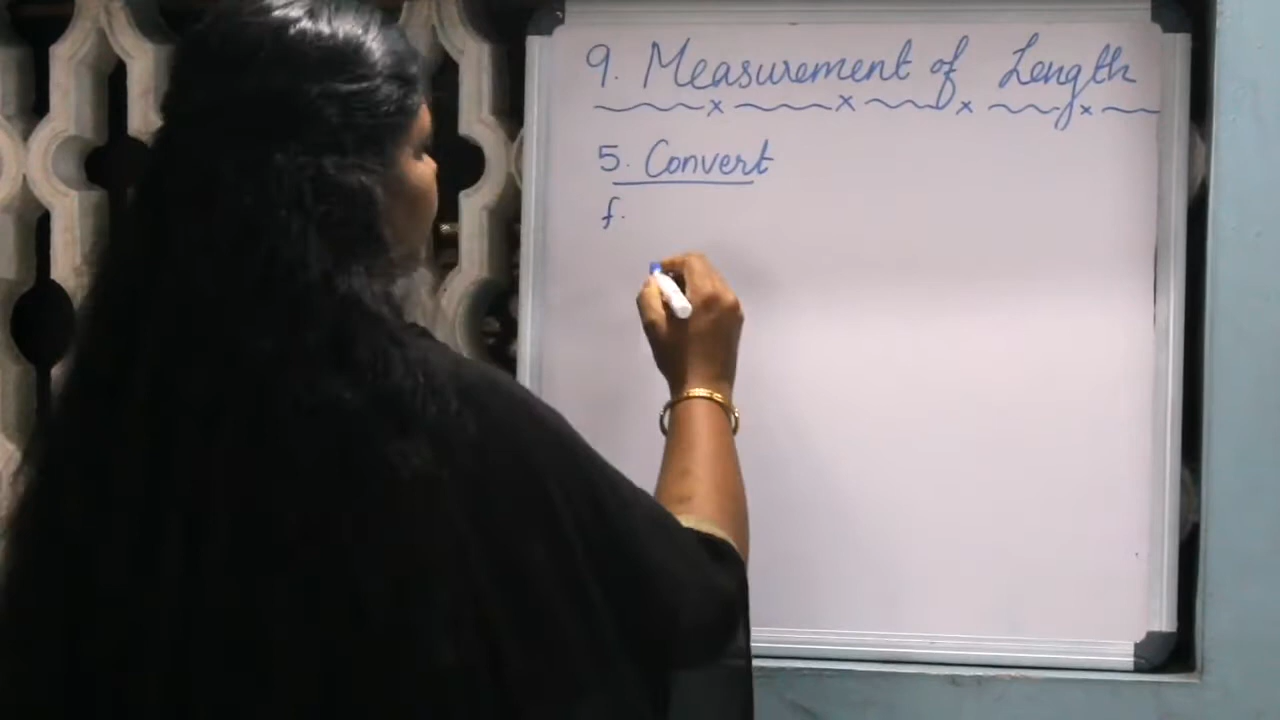 9. Measurement of Length
5. Convert
f.